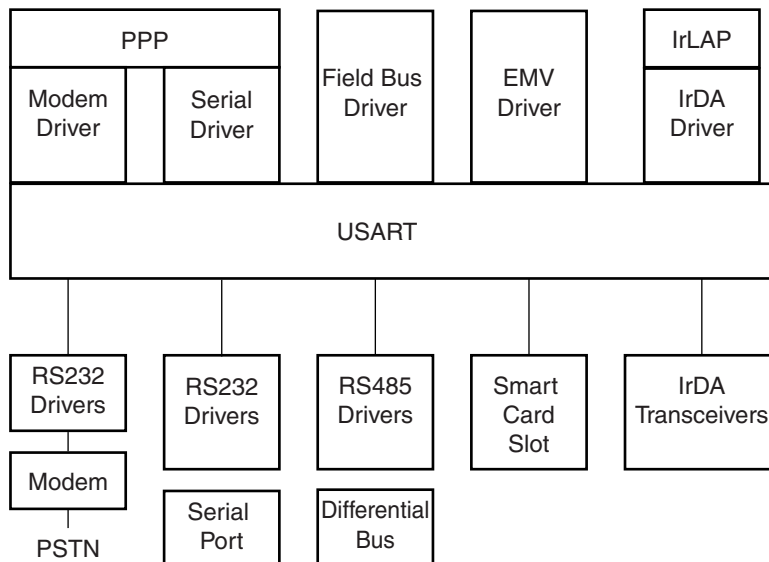 PPP
IrLAP
Modem
Driver
Serial
Driver
Field Bus
Driver
EMV
Driver
IrDA
Driver
USART
RS232
Drivers
RS232
Drivers
RS485
Drivers
Smart
Card
Slot
IrDA
Transceivers
Modem
Serial
Port
Differential
Bus
PSTN